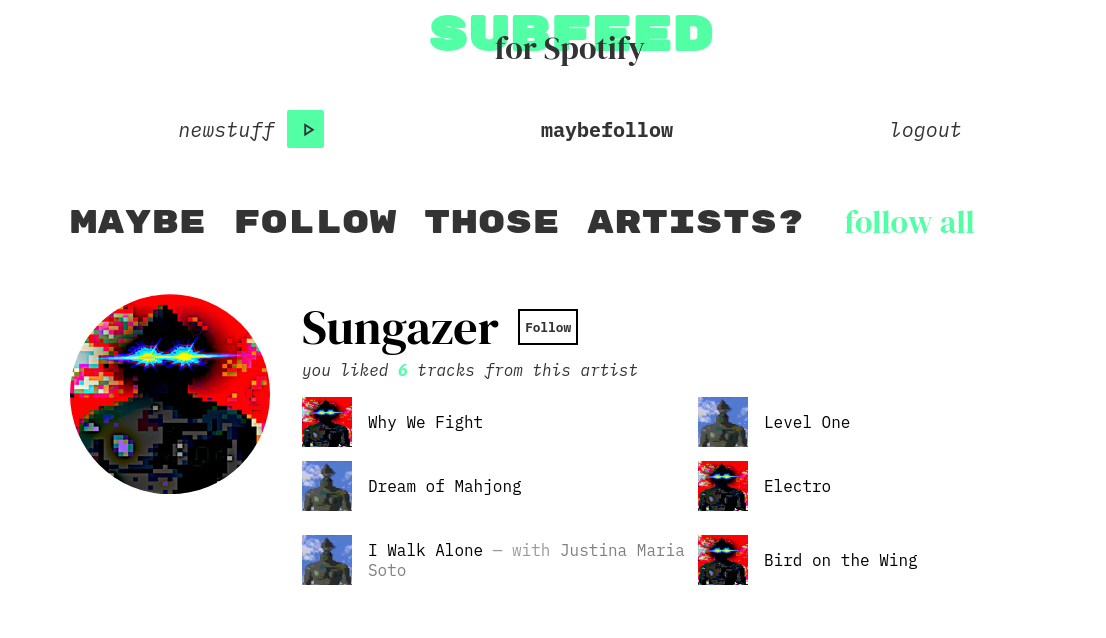 SUBFEED
for Spotify
newstuff
maybefollow
logout
MAYBE FOLLOW THOSE ARTISTS?
follow all
Sungazer
Follow
you liked 6 tracks from this artist
Why We Fight
Level One
Dream of Mahjong
Electro
I Walk Alone — with Justina Maria
Soto
Bird on the Wing